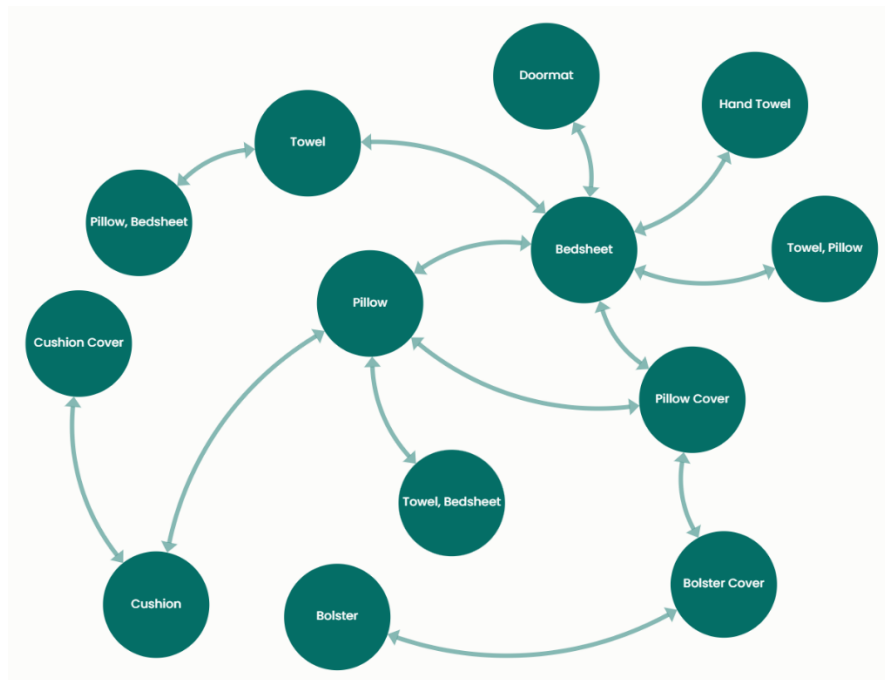 Doormat
Hand Towel
Towel
Pillow, Bedsheet
Bedsheet
Towel, Pillow
Pillow
Cushion Cover
Pillow Cover
Towel, Bedsheet
Bolster Cover
Cushion
Bolster